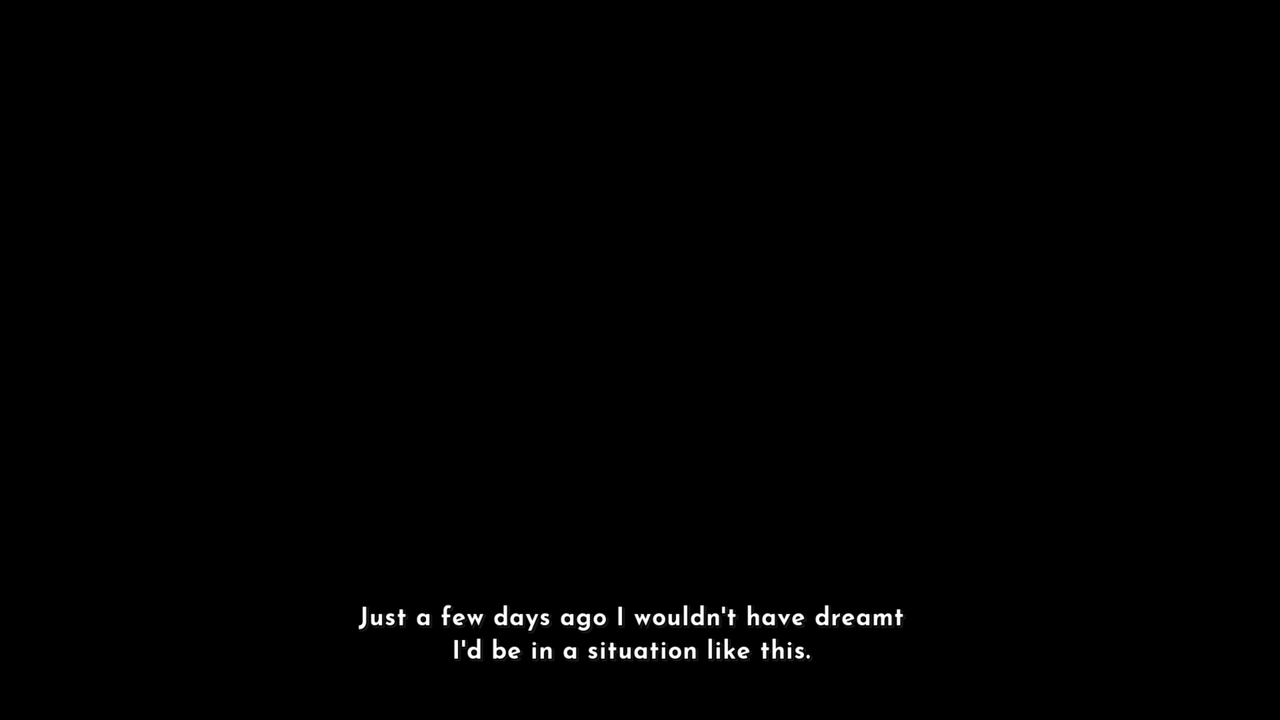 Just a few days ago I wouldn't have dreamt
I'd be in a situation like this.